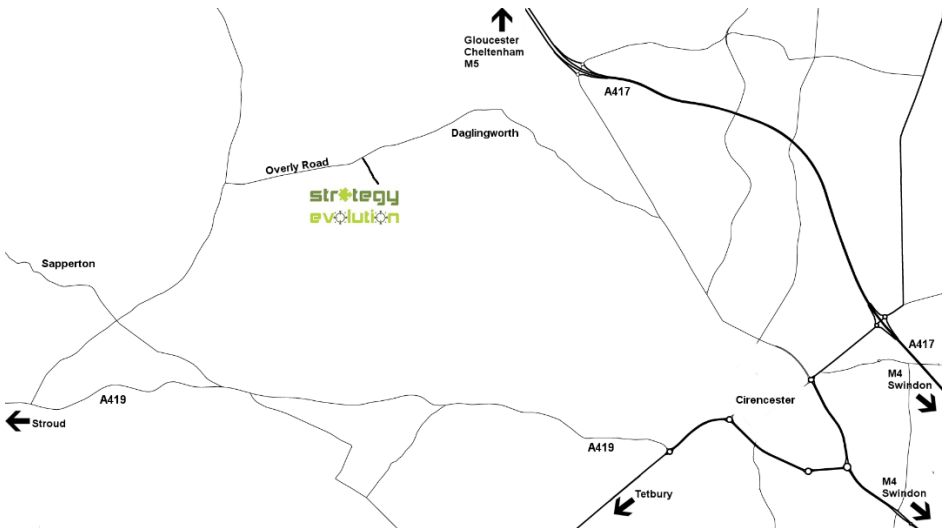 Gloucester
Cheltenham
M5
A417
Daglingworth
Overly Road
strategy
evolution
Sapperton
A417
M4
Swindon
A419
Cirencester
Stroud
A419
M4
Swindon
Tetbury